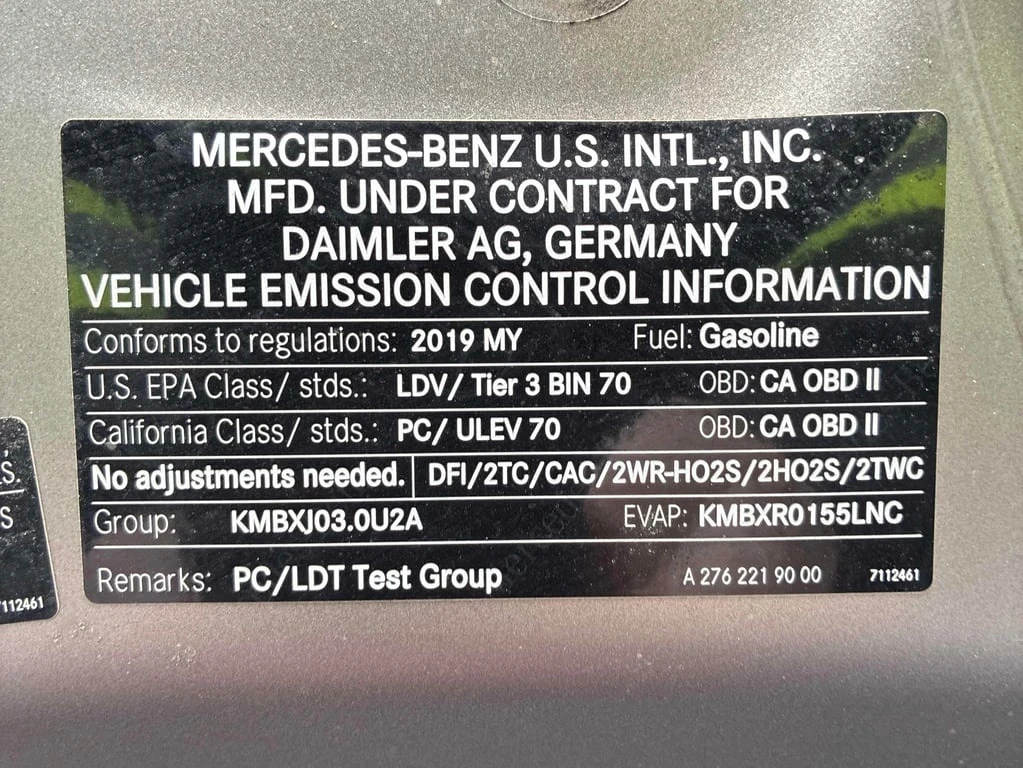 MERCEDES-BENZ U.S. INTL., INC.
MFD. UNDER CONTRACT FOR
DAIMLER AG, GERMANY
VEHICLE EMISSION CONTROL INFORMATION
Conforms to regulations: 2019 MY Fuel: Gasoline
U.S. EPA Class/ stds.: LDV/ Tier 3 BIN 70 OBD: CA OBD II
California Class/ stds.: PC/ ULEV 70 OBD: CA OBD II
No adjustments needed. DFI/2TC/CAC/2WR-HO2S/2HO2S/2TWC
Group: KMBXJ03.0U2A EVAP: KMBXR0155LNC
Remarks: PC/LDT Test Group A 276 221 90 00 7112461
7112461